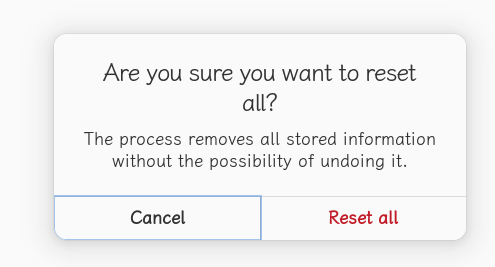 Are you sure you want to reset
all?
The process removes all stored information
without the possibility of undoing it.
Cancel
Reset all